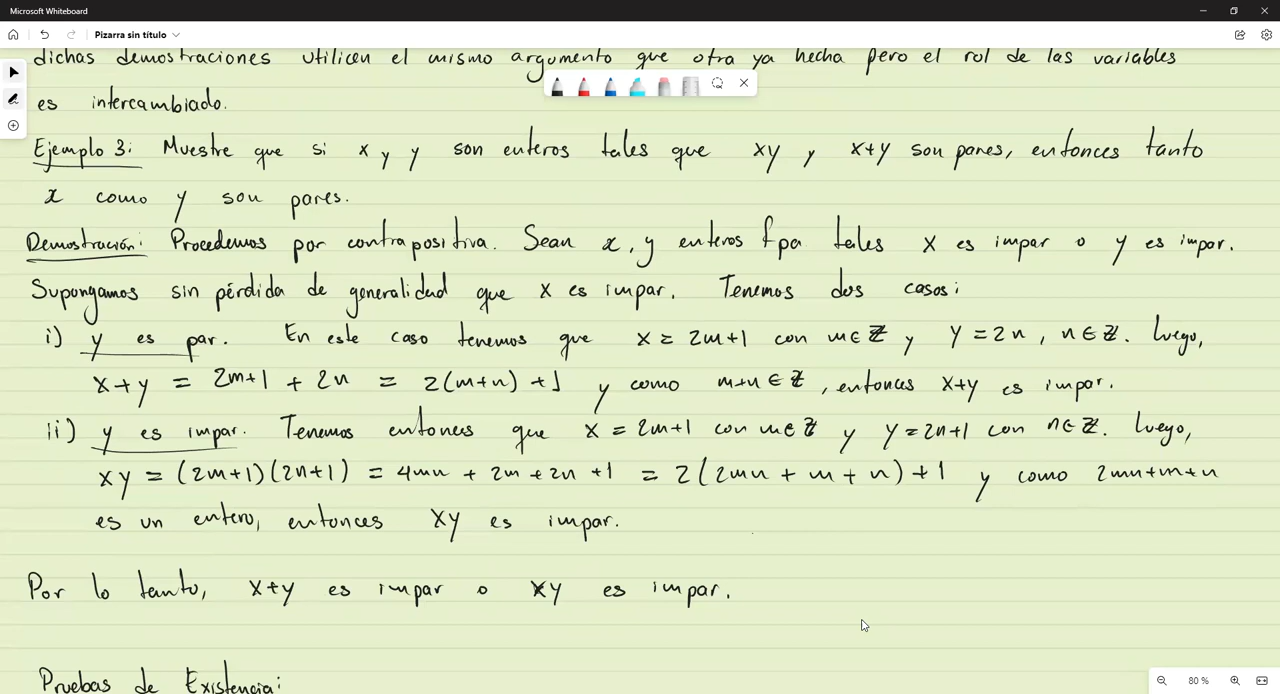 Microsoft Whiteboard
Pizarra sin título
dichas demostraciones utilicen el mismo argumento que otra ya hecha pero el rol de las variables
es intercambiado.
Ejemplo 3: Muestre que si x y y son enteros tales que xy y x+y son pares, entonces tanto
x como y son pares.
Demostración: Procedemos por contrapositiva. Sean x, y enteros fpa tales x es impar o y es impar.
Supongamos sin pérdida de generalidad que x es impar. Tenemos dos casos:
i) y es par. En este caso tenemos que x = 2m+1 con m∈ℤ y y = 2n, n∈ℤ. Luego,
x+y = 2m+1 + 2n = 2(m+n)+1 y como m+n ∈ ℤ, entonces x+y es impar.
ii) y es impar. Tenemos entonces que x = 2m+1 con m∈ℤ y y = 2n+1 con n∈ℤ. Luego,
xy = (2m+1)(2n+1) = 4mn + 2m + 2n + 1 = 2(2mn + m + n) + 1 y como 2mn+m+n
es un entero, entonces xy es impar.
Por lo tanto, x+y es impar o xy es impar.
Pruebas de Existencia:
80 %